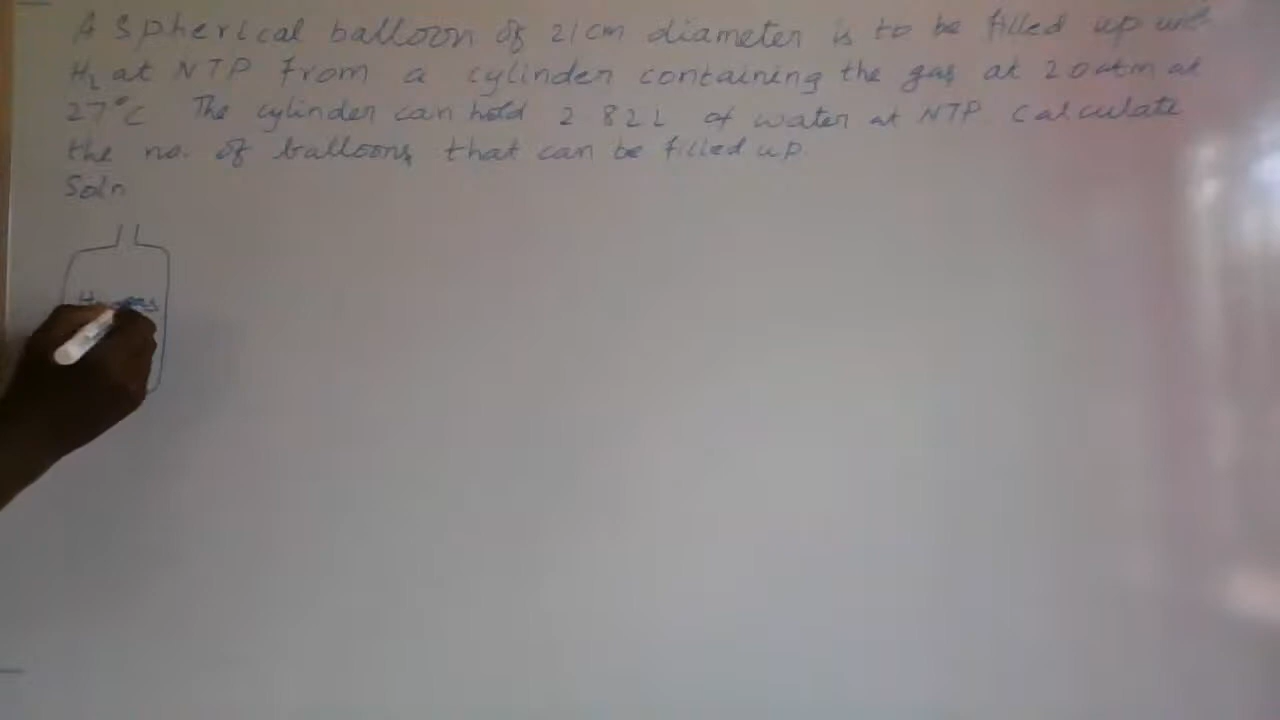 A spherical balloon of 21cm diameter is to be filled up with
H2 at NTP from a cylinder containing the gas at 20atm at
27°C The cylinder can hold 2 82L of water at NTP. Calculate
the no. of balloons that can be filled up.
Soln